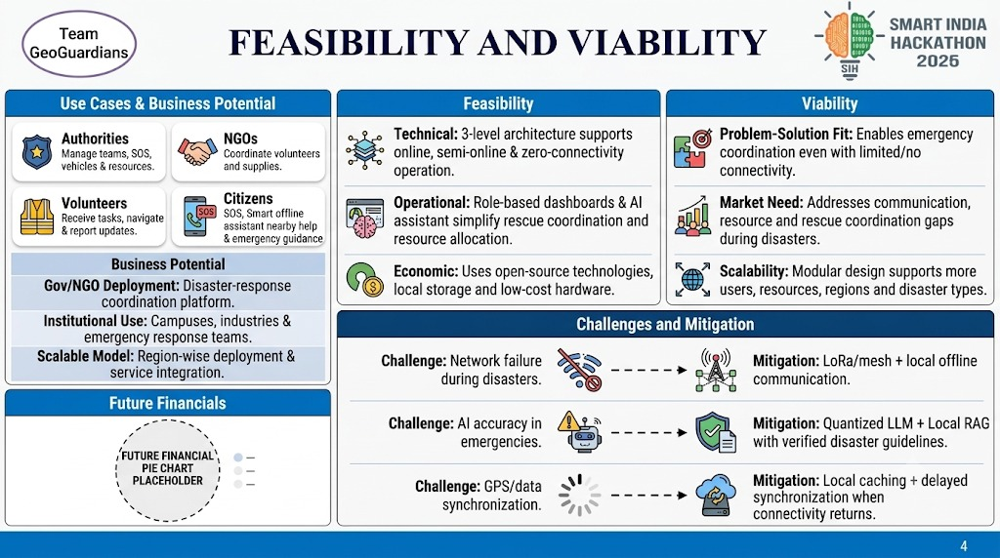 Team
GeoGuardians
FEASIBILITY AND VIABILITY
SIH
SMART INDIA
HACKATHON
2025
Use Cases & Business Potential
Authorities
Manage teams, SOS,
vehicles & resources.
NGOs
Coordinate volunteers
and supplies.
Volunteers
Receive tasks, navigate
& report updates.
SOS
Citizens
SOS, Smart offline
assistant nearby help
& emergency guidance
Business Potential
Gov/NGO Deployment: Disaster-response
coordination platform.
Institutional Use: Campuses, industries &
emergency response teams.
Scalable Model: Region-wise deployment &
service integration.
Future Financials
FUTURE FINANCIAL
PIE CHART
PLACEHOLDER
Feasibility
Technical: 3-level architecture supports
online, semi-online & zero-connectivity
operation.
Operational: Role-based dashboards & AI
assistant simplify rescue coordination and
resource allocation.
Economic: Uses open-source technologies,
local storage and low-cost hardware.
Viability
Problem-Solution Fit: Enables emergency
coordination even with limited/no
connectivity.
Market Need: Addresses communication,
resource and rescue coordination gaps
during disasters.
Scalability: Modular design supports more
users, resources, regions and disaster types.
Challenges and Mitigation
Challenge: Network failure
during disasters.
Mitigation: LoRa/mesh + local offline
communication.
Challenge: AI accuracy in
emergencies.
Mitigation: Quantized LLM + Local RAG
with verified disaster guidelines.
Challenge: GPS/data
synchronization.
Mitigation: Local caching + delayed
synchronization when
connectivity returns.
4